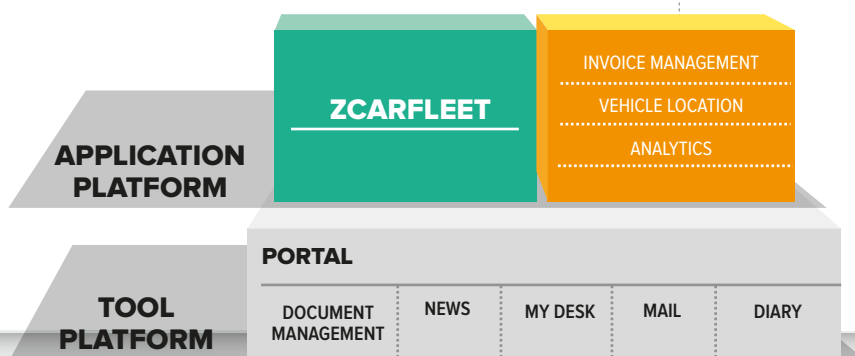 ZCARFLEET
INVOICE MANAGEMENT
VEHICLE LOCATION
ANALYTICS
APPLICATION
PLATFORM
PORTAL
TOOL
PLATFORM
DOCUMENT
MANAGEMENT
NEWS
MY DESK
MAIL
DIARY